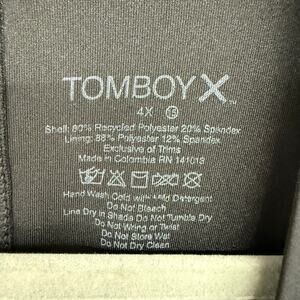 TOMBOYX™
4X 19
Shell: 80% Recycled Polyester 20% Spandex
Lining: 88% Polyester 12% Spandex
Exclusive of Trims
Made in Colombia RN 141013
Hand Wash Cold with Mild Detergent
Do Not Bleach
Line Dry in Shade Do Not Tumble Dry
Do Not Wring or Twist
Do Not Store Wet
Do Not Dry Clean